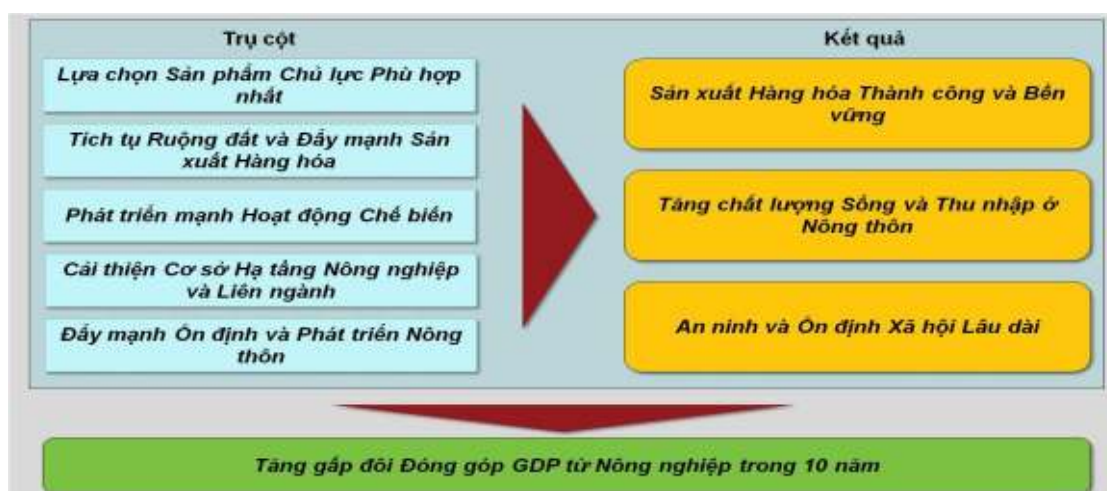 Trụ cột
Lựa chọn Sản phẩm Chủ lực Phù hợp
nhất
Tích tụ Ruộng đất và Đẩy mạnh Sản
xuất Hàng hóa
Phát triển mạnh Hoạt động Chế biến
Cải thiện Cơ sở Hạ tầng Nông nghiệp
và Liên ngành
Đẩy mạnh Ổn định và Phát triển Nông
thôn
Kết quả
Sản xuất Hàng hóa Thành công và Bền
vững
Tăng chất lượng Sống và Thu nhập ở
Nông thôn
An ninh và Ổn định Xã hội Lâu dài
Tăng gấp đôi Đóng góp GDP từ Nông nghiệp trong 10 năm